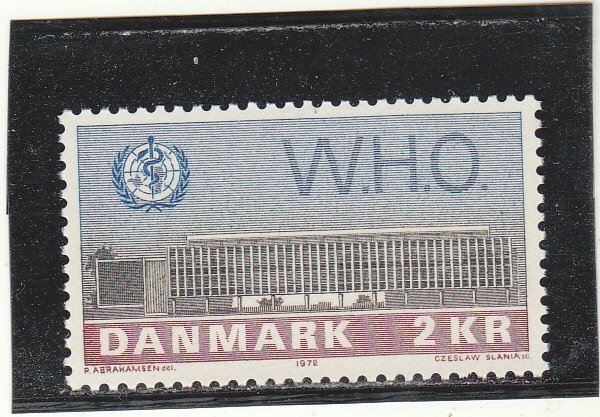 W.H.O.
DANMARK 2 KR
P. ABRAHAMSEN del. 1972 CZESLAW SLANIA sc.